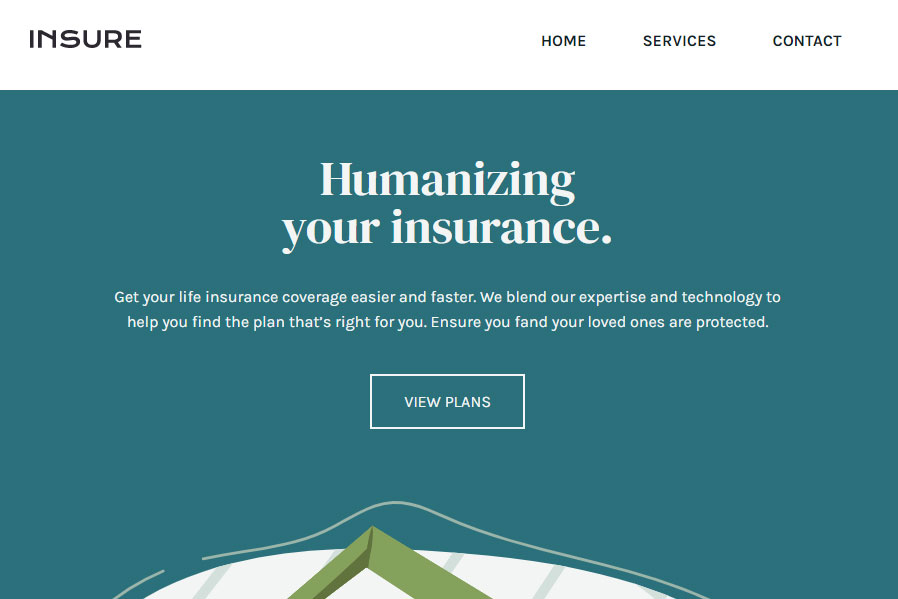 INSURE
HOME SERVICES CONTACT
Humanizing
your insurance.
Get your life insurance coverage easier and faster. We blend our expertise and technology to
help you find the plan that's right for you. Ensure you fand your loved ones are protected.
VIEW PLANS